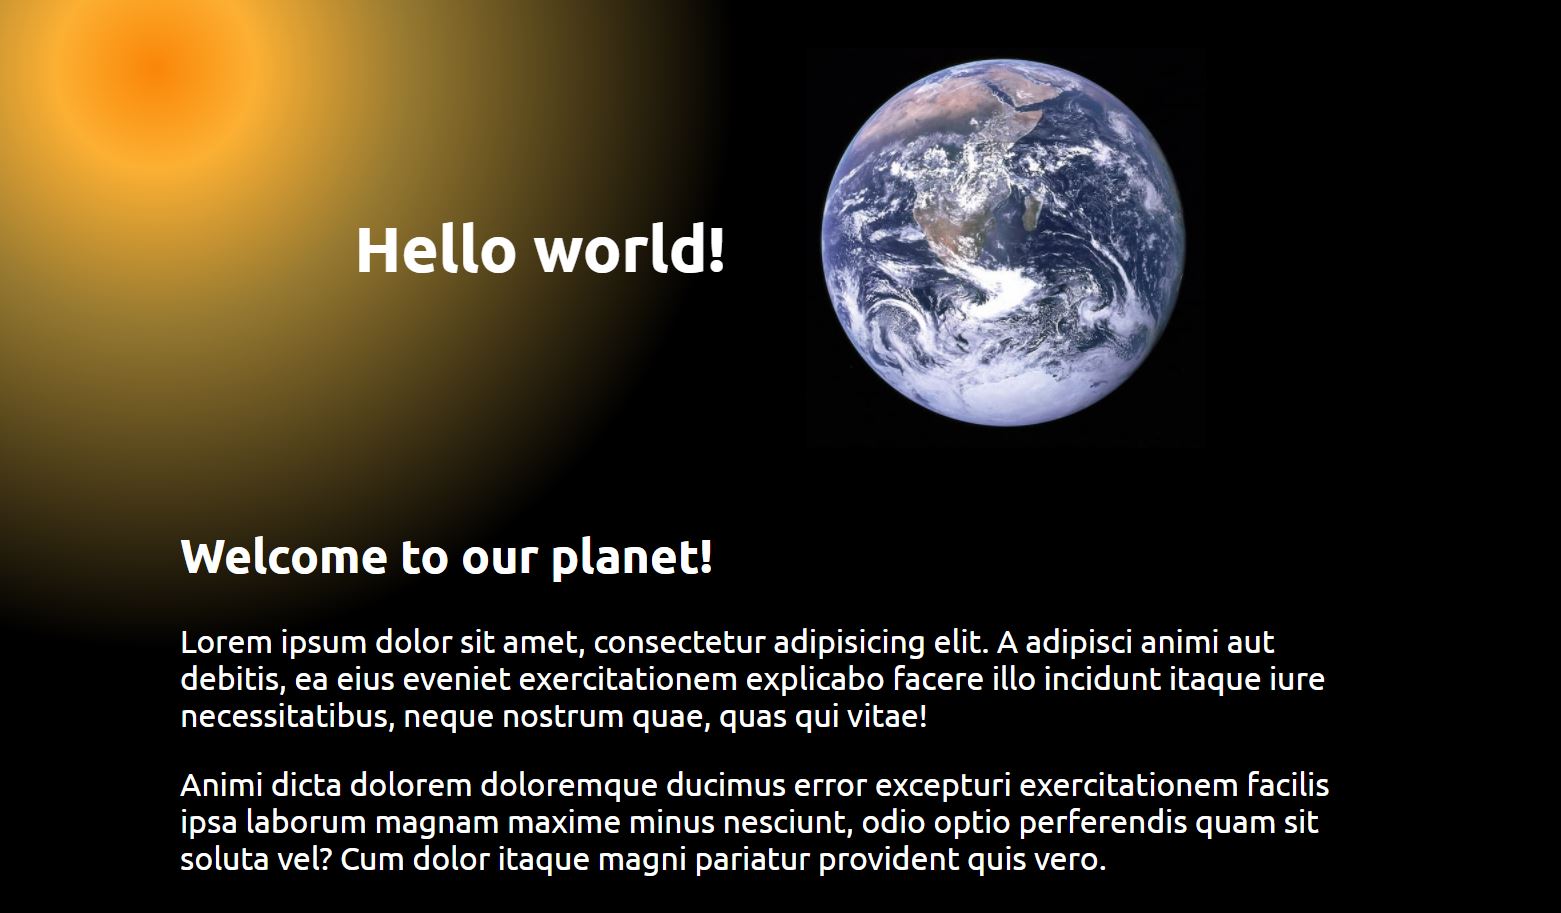 Hello world!
Welcome to our planet!
Lorem ipsum dolor sit amet, consectetur adipisicing elit. A adipisci animi aut
debitis, ea eius eveniet exercitationem explicabo facere illo incidunt itaque iure
necessitatibus, neque nostrum quae, quas qui vitae!
Animi dicta dolorem doloremque ducimus error excepturi exercitationem facilis
ipsa laborum magnam maxime minus nesciunt, odio optio perferendis quam sit
soluta vel? Cum dolor itaque magni pariatur provident quis vero.